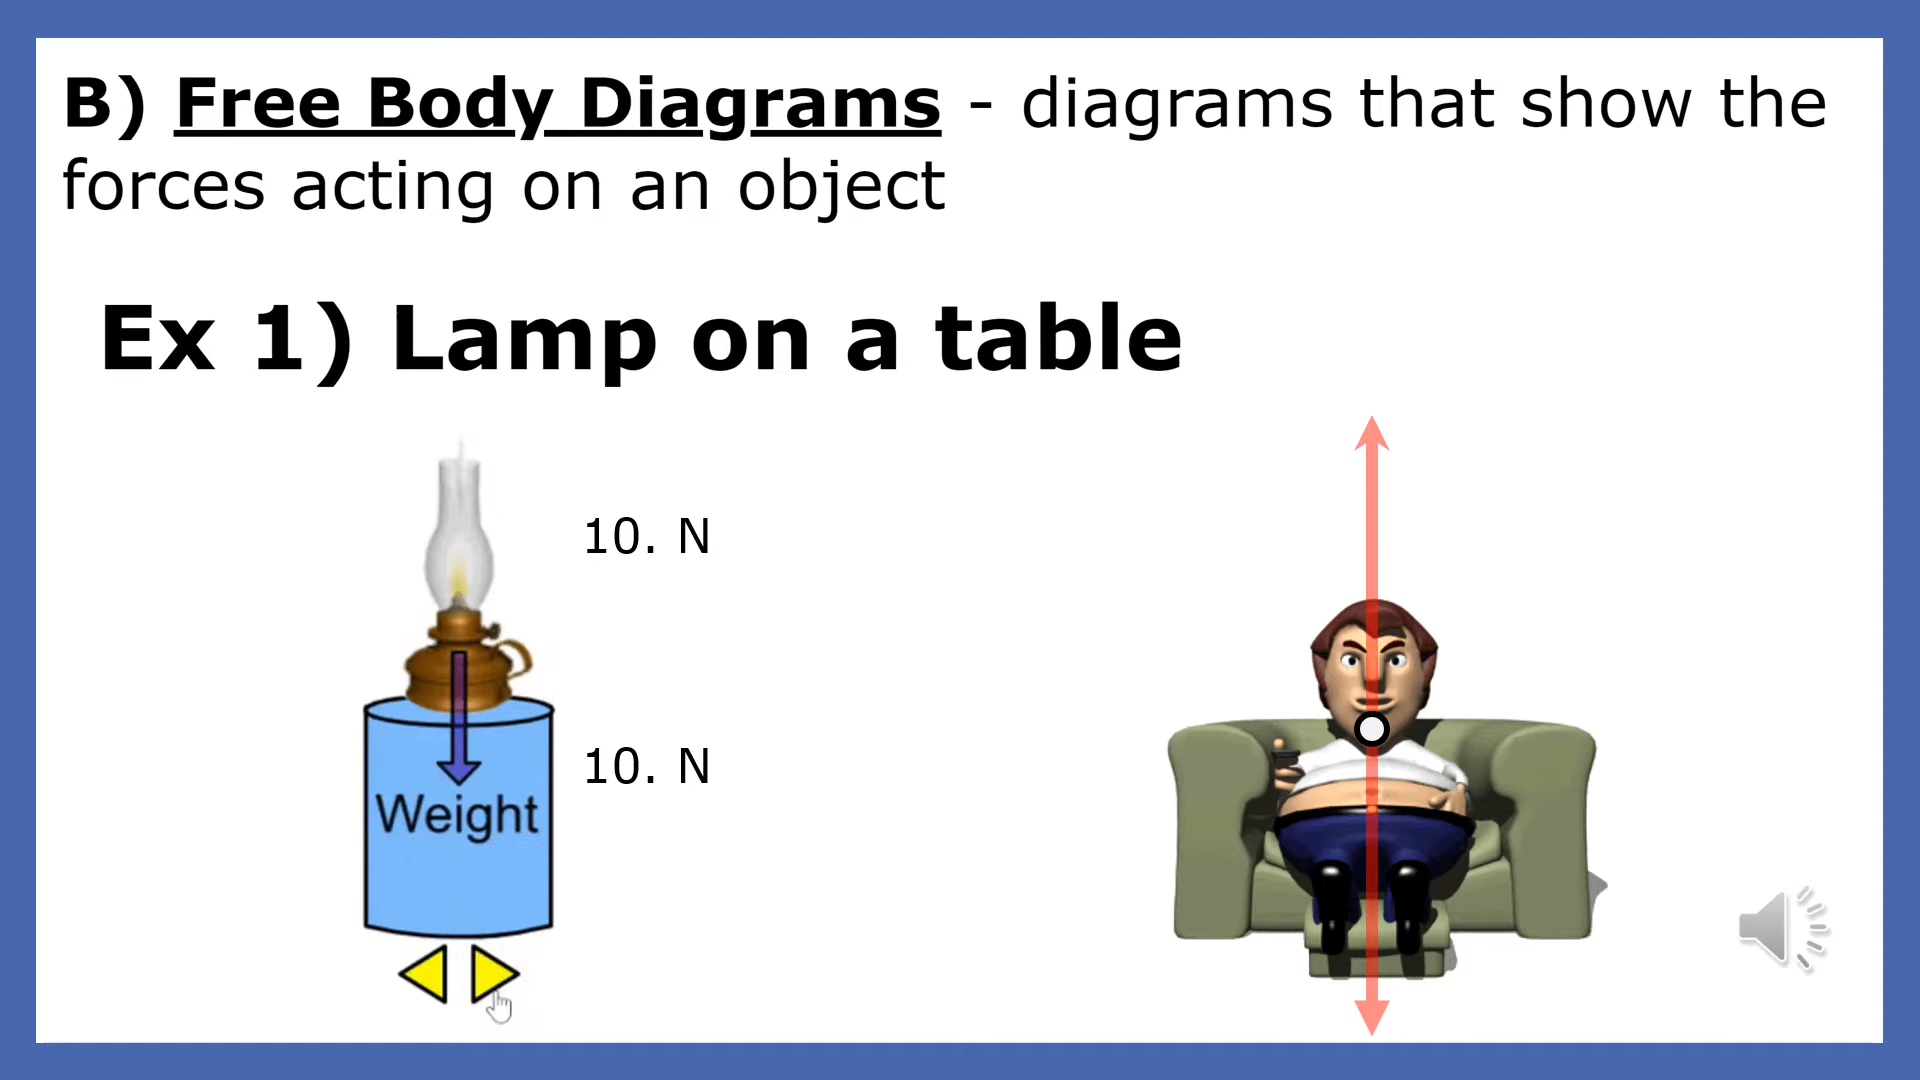 B) Free Body Diagrams - diagrams that show the
forces acting on an object
Ex 1) Lamp on a table
10. N
10. N
Weight